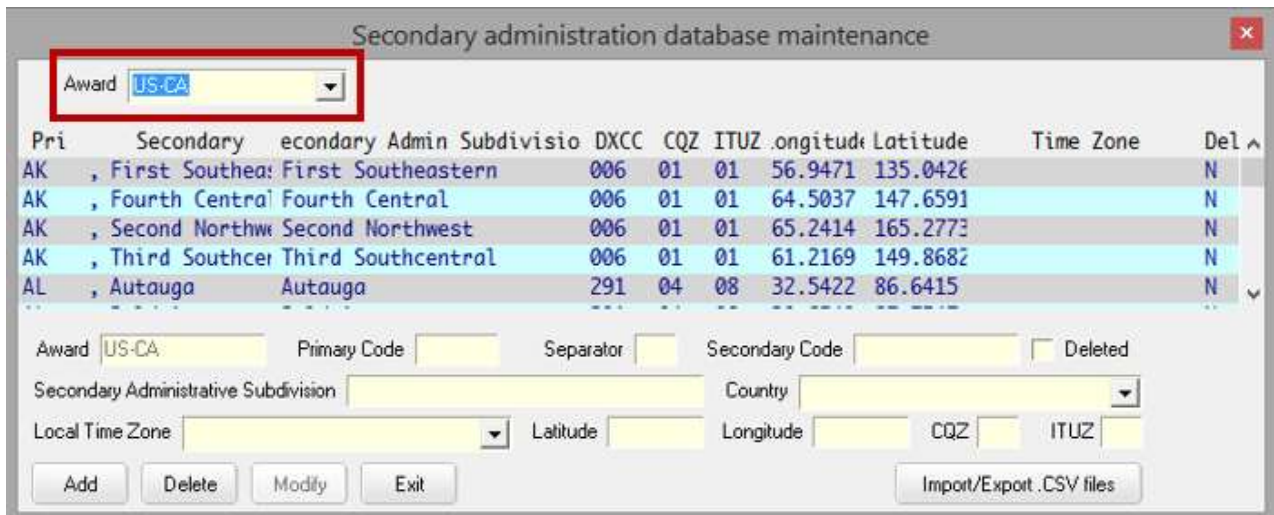 Secondary administration database maintenance
Award US-CA
Pri Secondary econdary Admin Subdivisio DXCC CQZ ITUZ .ongitude Latitude Time Zone Del
AK , First Southea First Southeastern 006 01 01 56.9471 135.0426 N
AK , Fourth Central Fourth Central 006 01 01 64.5037 147.6591 N
AK , Second Northw Second Northwest 006 01 01 65.2414 165.2773 N
AK , Third Southcer Third Southcentral 006 01 01 61.2169 149.8682 N
AL , Autauga Autauga 291 04 08 32.5422 86.6415 N
Award US-CA Primary Code Separator Secondary Code Deleted
Secondary Administrative Subdivision Country
Local Time Zone Latitude Longitude CQZ ITUZ
Add Delete Modify Exit Import/Export .CSV files